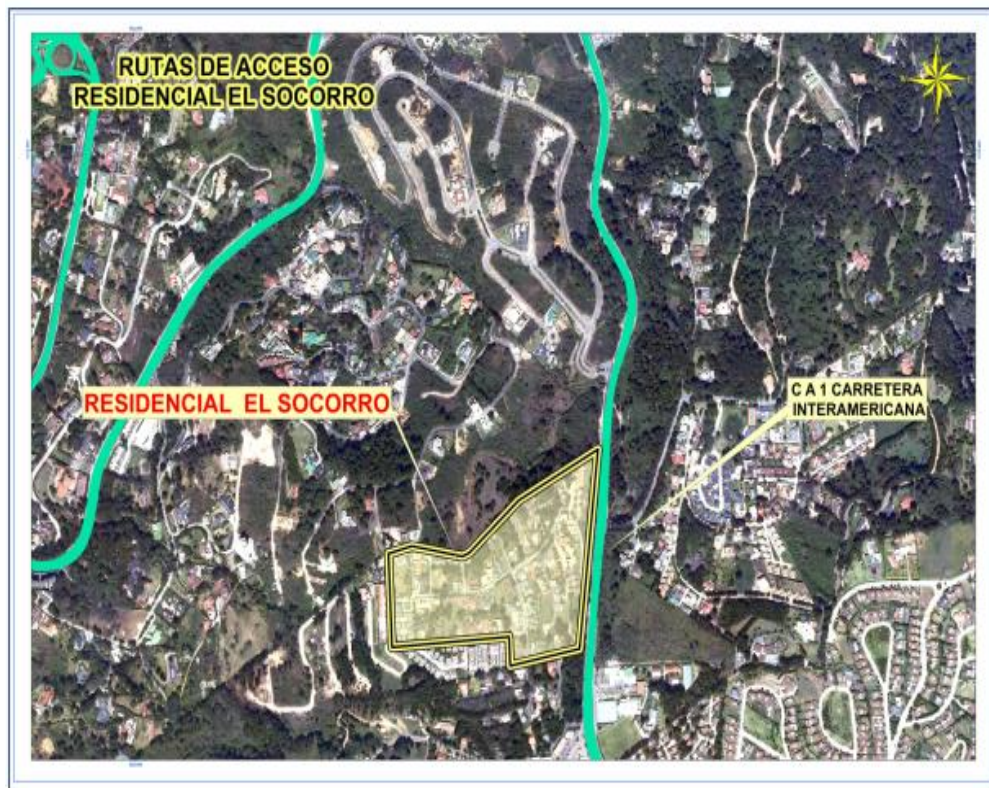 RUTAS DE ACCESO
RESIDENCIAL EL SOCORRO
RESIDENCIAL EL SOCORRO
C A 1 CARRETERA
INTERAMERICANA